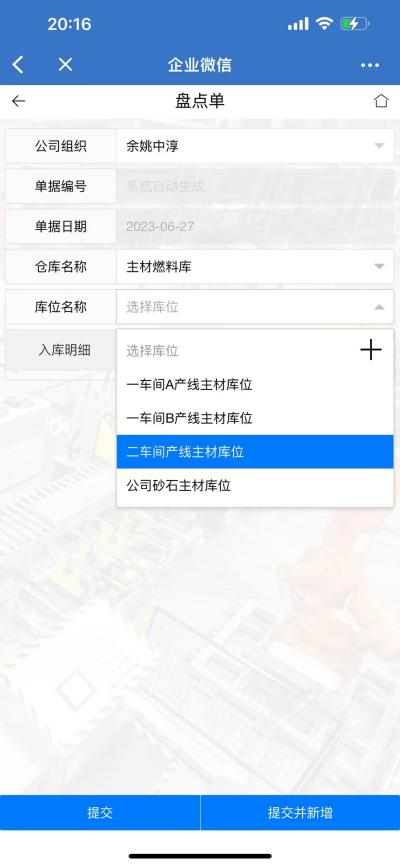 20:16
企业微信
盘点单
公司组织 余姚中淳
单据编号 系统自动生成
单据日期 2023-06-27
仓库名称 主材燃料库
库位名称 选择库位
入库明细 选择库位
一车间A产线主材库位
一车间B产线主材库位
二车间产线主材库位
公司砂石主材库位
提交 提交并新增